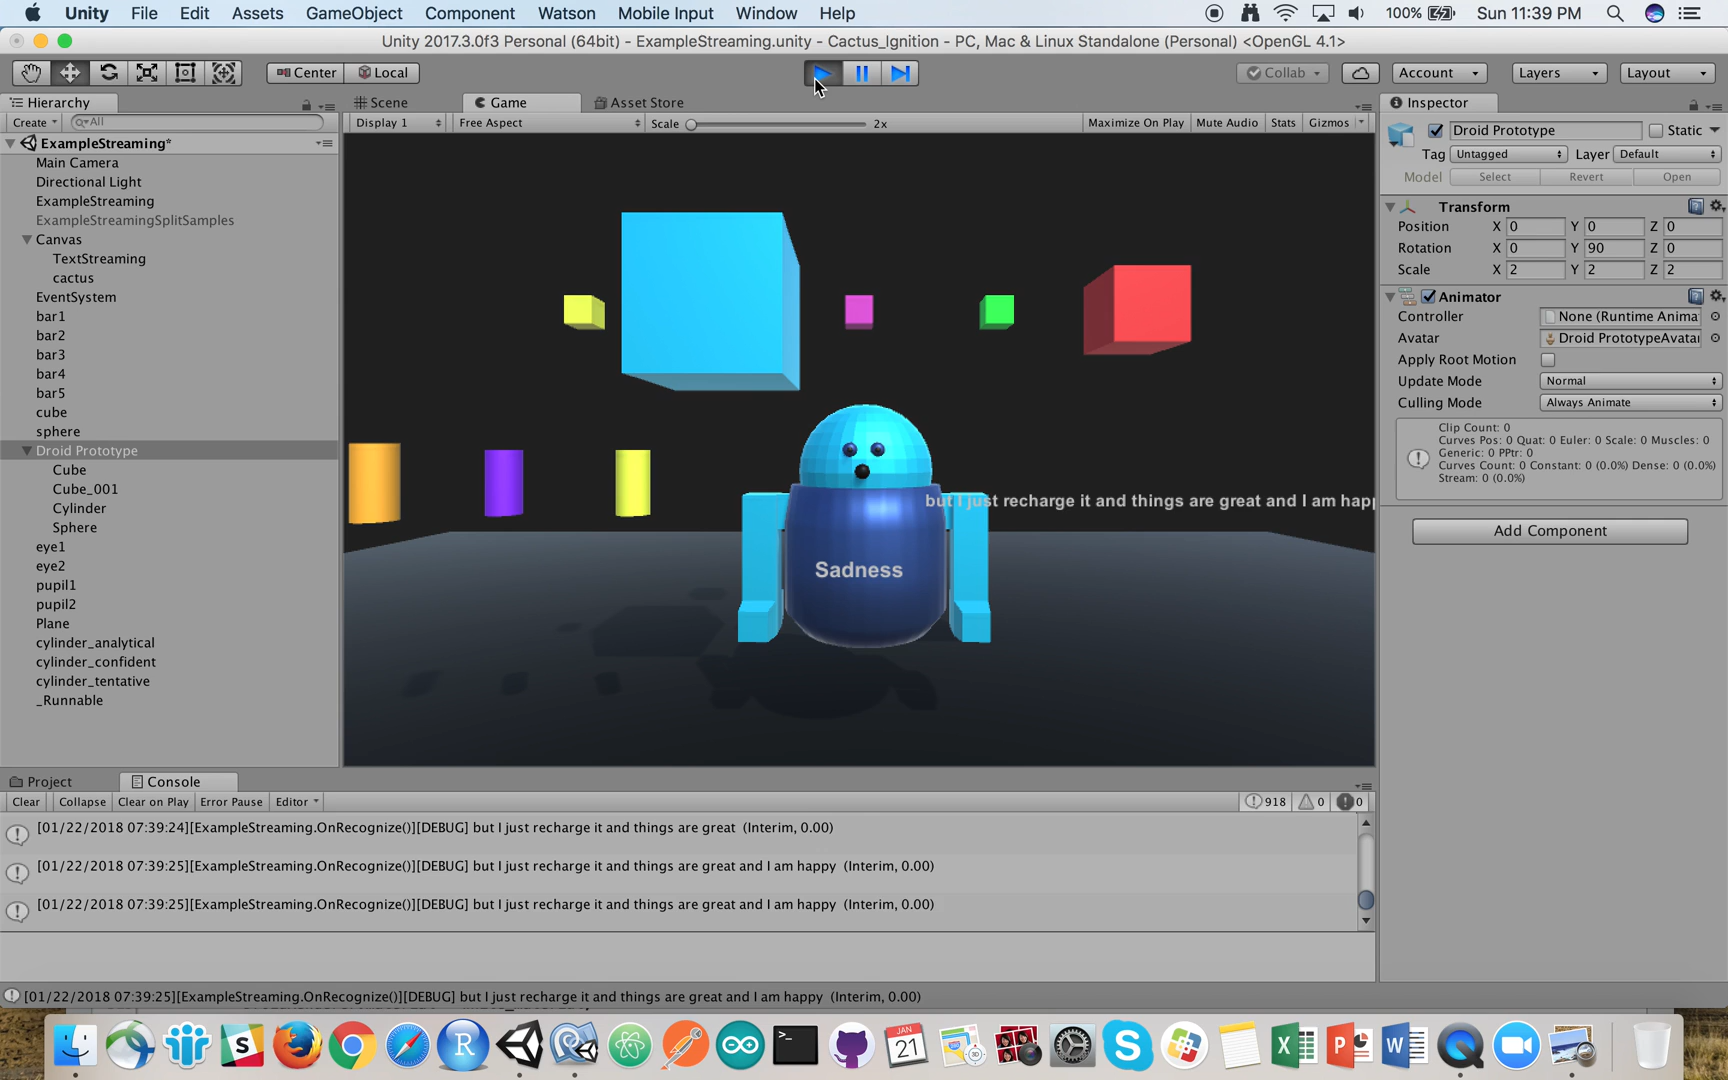 Unity File Edit Assets GameObject Component Watson Mobile Input Window Help 100% Sun 11:39 PM
Unity 2017.3.0f3 Personal (64bit) - ExampleStreaming.unity - Cactus_Ignition - PC, Mac & Linux Standalone (Personal) <OpenGL 4.1>
Center Local Collab Account Layers Layout
Hierarchy
Create All
ExampleStreaming*
Main Camera
Directional Light
ExampleStreaming
ExampleStreamingSplitSamples
Canvas
TextStreaming
cactus
EventSystem
bar1
bar2
bar3
bar4
bar5
cube
sphere
Droid Prototype
Cube
Cube_001
Cylinder
Sphere
eye1
eye2
pupil1
pupil2
Plane
cylinder_analytical
cylinder_confident
cylinder_tentative
_Runnable
Scene Game Asset Store
Display 1 Free Aspect Scale 2x Maximize On Play Mute Audio Stats Gizmos
but I just recharge it and things are great and I am happ
Sadness
Inspector
Droid Prototype Static
Tag Untagged Layer Default
Model Select Revert Open
Transform
Position X 0 Y 0 Z 0
Rotation X 0 Y 90 Z 0
Scale X 2 Y 2 Z 2
Animator
Controller None (Runtime Anima
Avatar Droid PrototypeAvatar
Apply Root Motion
Update Mode Normal
Culling Mode Always Animate
Clip Count: 0
Curves Pos: 0 Quat: 0 Euler: 0 Scale: 0 Muscles: 0
Generic: 0 PPtr: 0
Curves Count: 0 Constant: 0 (0.0%) Dense: 0 (0.0%)
Stream: 0 (0.0%)
Add Component
Project Console
Clear Collapse Clear on Play Error Pause Editor 918 0 0
[01/22/2018 07:39:24][ExampleStreaming.OnRecognize()][DEBUG] but I just recharge it and things are great (Interim, 0.00)
[01/22/2018 07:39:25][ExampleStreaming.OnRecognize()][DEBUG] but I just recharge it and things are great and I am happy (Interim, 0.00)
[01/22/2018 07:39:25][ExampleStreaming.OnRecognize()][DEBUG] but I just recharge it and things are great and I am happy (Interim, 0.00)
[01/22/2018 07:39:25][ExampleStreaming.OnRecognize()][DEBUG] but I just recharge it and things are great and I am happy (Interim, 0.00)
S R JAN 21 S X P W